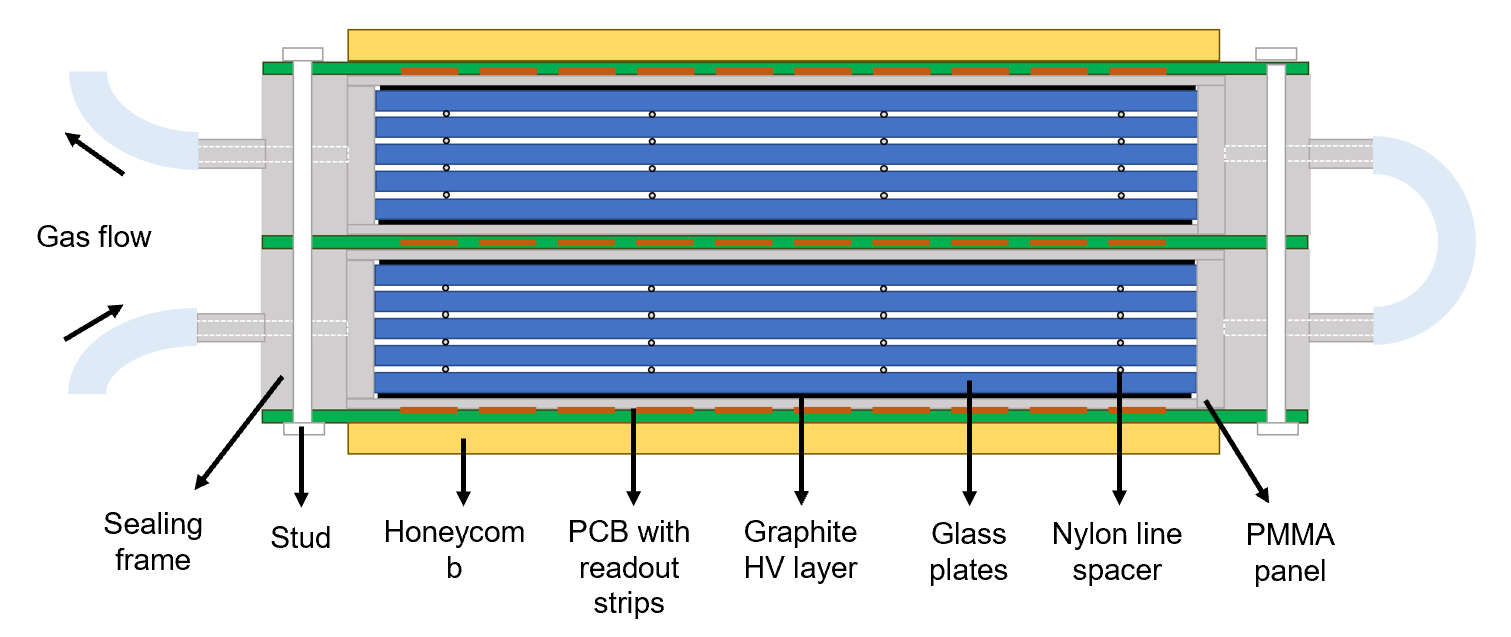 Gas flow
Sealing
frame
Stud
Honeycom
b
PCB with
readout
strips
Graphite
HV layer
Glass
plates
Nylon line
spacer
PMMA
panel